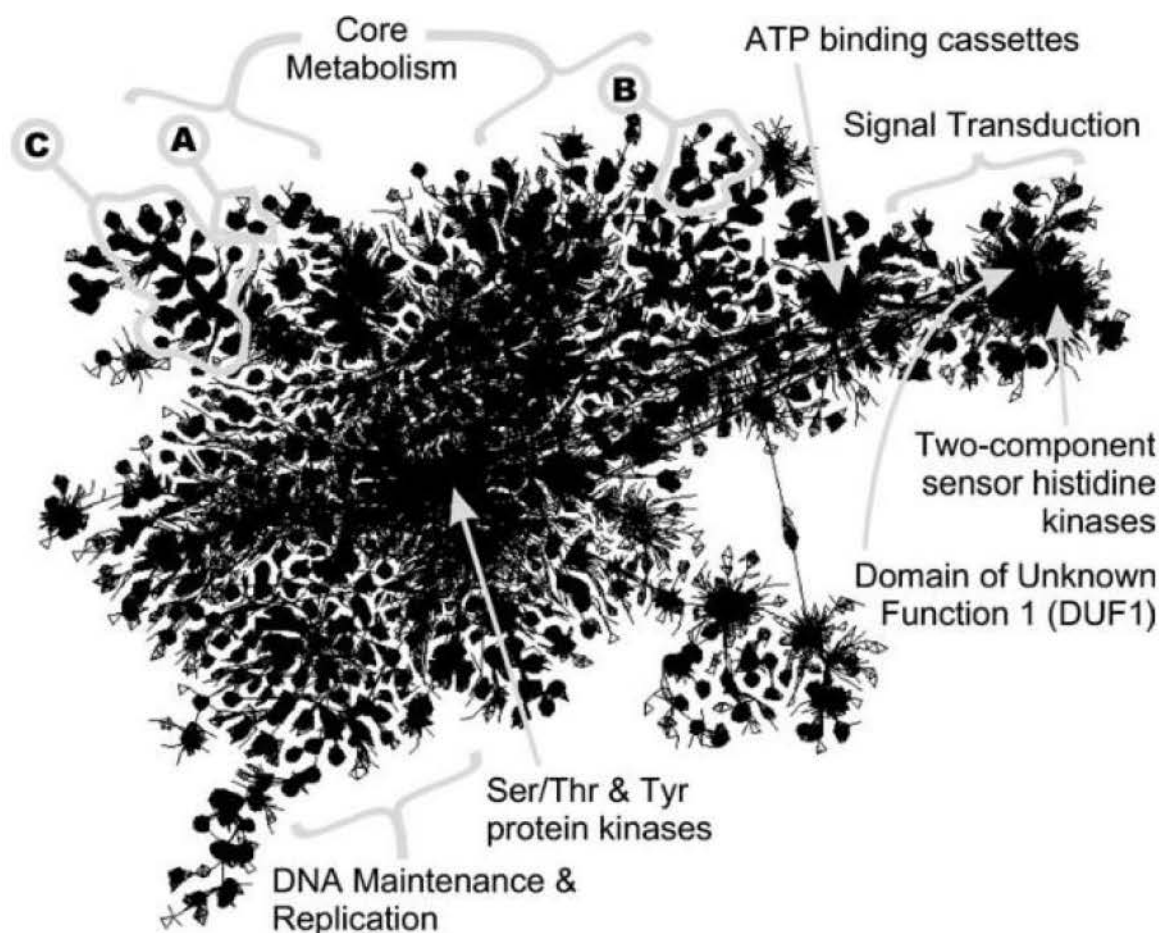 Core
Metabolism
ATP binding cassettes
Signal Transduction
B
A
C
Two-component
sensor histidine
kinases
Domain of Unknown
Function 1 (DUF1)
Ser/Thr & Tyr
protein kinases
DNA Maintenance &
Replication